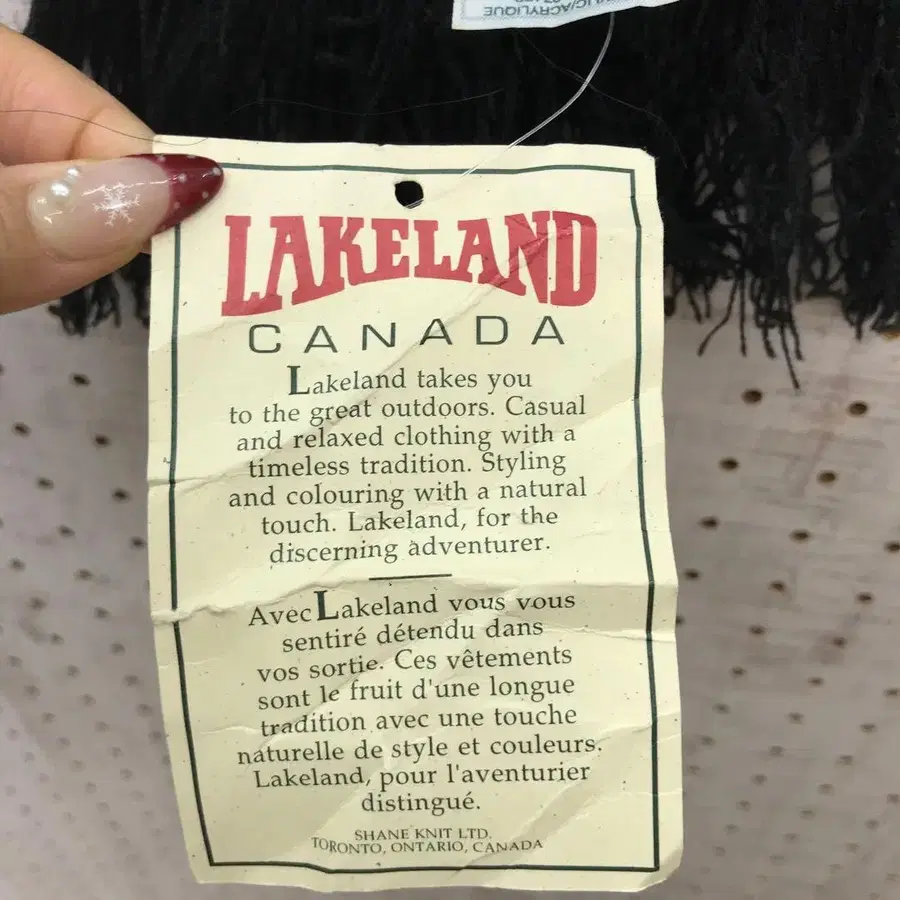 ACRYLIC/ACRYLIQUE
LAKELAND
CANADA
Lakeland takes you
to the great outdoors. Casual
and relaxed clothing with a
timeless tradition. Styling
and colouring with a natural
touch. Lakeland, for the
discerning adventurer.
Avec Lakeland vous vous
sentiré détendu dans
vos sortie. Ces vêtements
sont le fruit d'une longue
tradition avec une touche
naturelle de style et couleurs.
Lakeland, pour l'aventurier
distingué.
SHANE KNIT LTD.
TORONTO, ONTARIO, CANADA